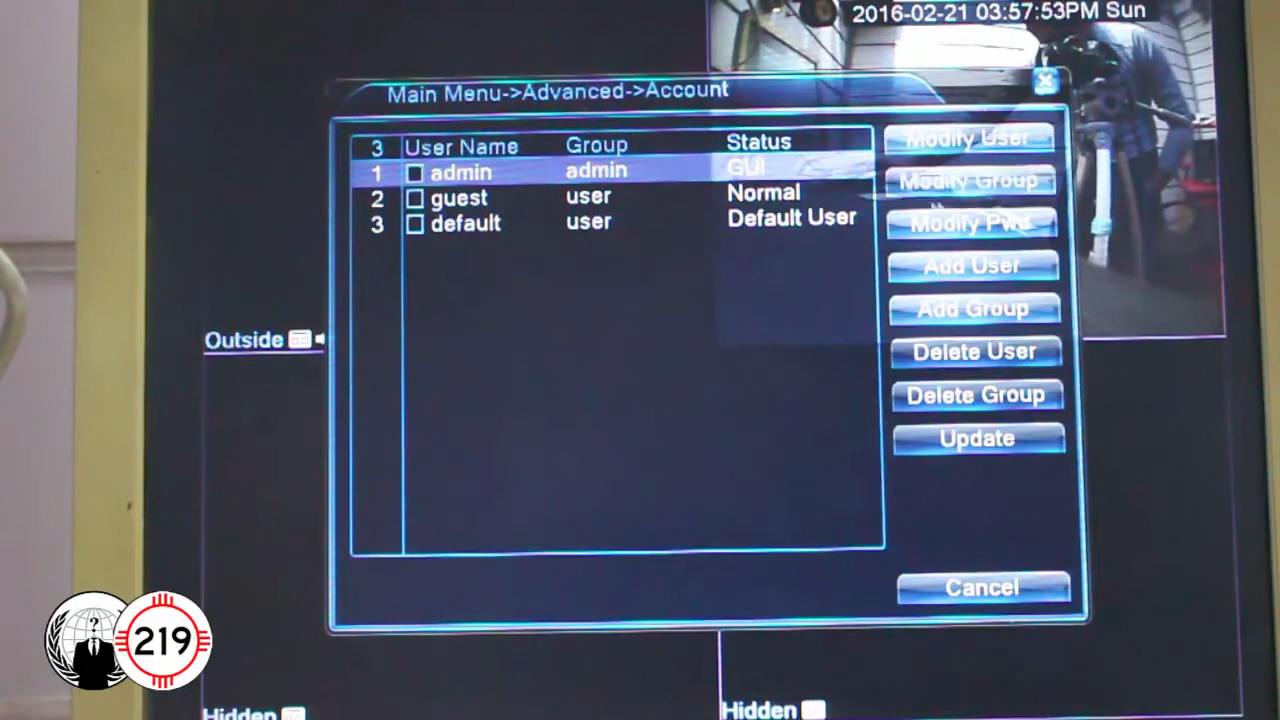 2016-02-21 03:57:53PM Sun
Main Menu->Advanced->Account
3 User Name Group Status
1 admin admin GUI
2 guest user Normal
3 default user Default User
Modify User
Modify Group
Modify Pwd
Add User
Add Group
Delete User
Delete Group
Update
Cancel
Outside
Hidden
Hidden
?
219